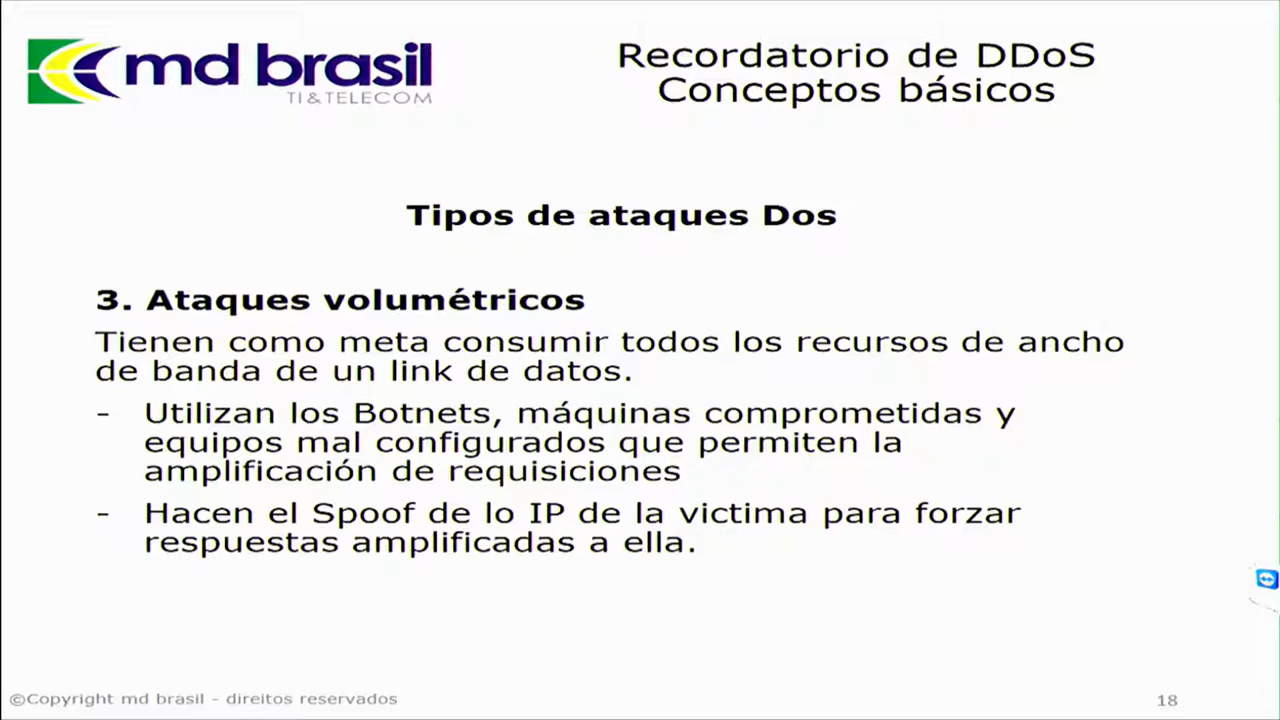 md brasil
TI & TELECOM
Recordatorio de DDoS
Conceptos básicos
Tipos de ataques Dos
3. Ataques volumétricos
Tienen como meta consumir todos los recursos de ancho
de banda de un link de datos.
- Utilizan los Botnets, máquinas comprometidas y
equipos mal configurados que permiten la
amplificación de requisiciones
- Hacen el Spoof de lo IP de la victima para forzar
respuestas amplificadas a ella.
©Copyright md brasil - direitos reservados
18